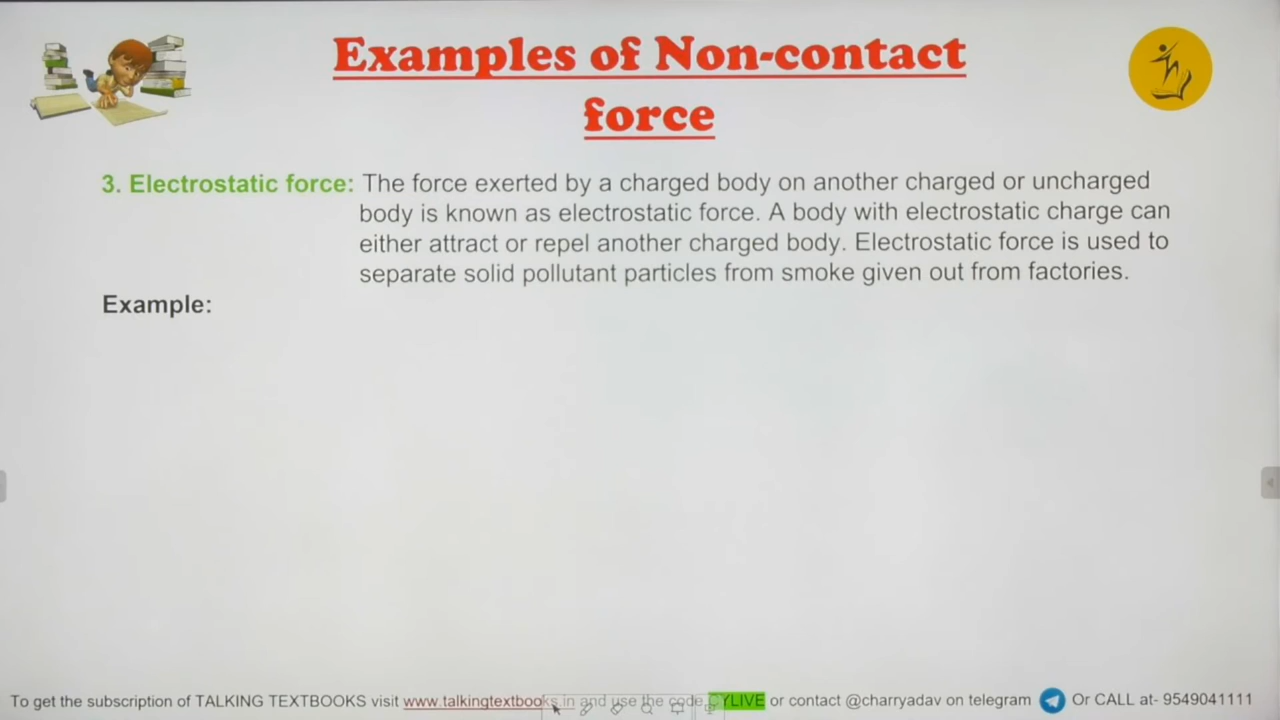 Examples of Non-contact
force
3. Electrostatic force: The force exerted by a charged body on another charged or uncharged
body is known as electrostatic force. A body with electrostatic charge can
either attract or repel another charged body. Electrostatic force is used to
separate solid pollutant particles from smoke given out from factories.
Example:
To get the subscription of TALKING TEXTBOOKS visit www.talkingtextbooks.in and use the code YLIVE or contact @charryadav on telegram Or CALL at- 9549041111